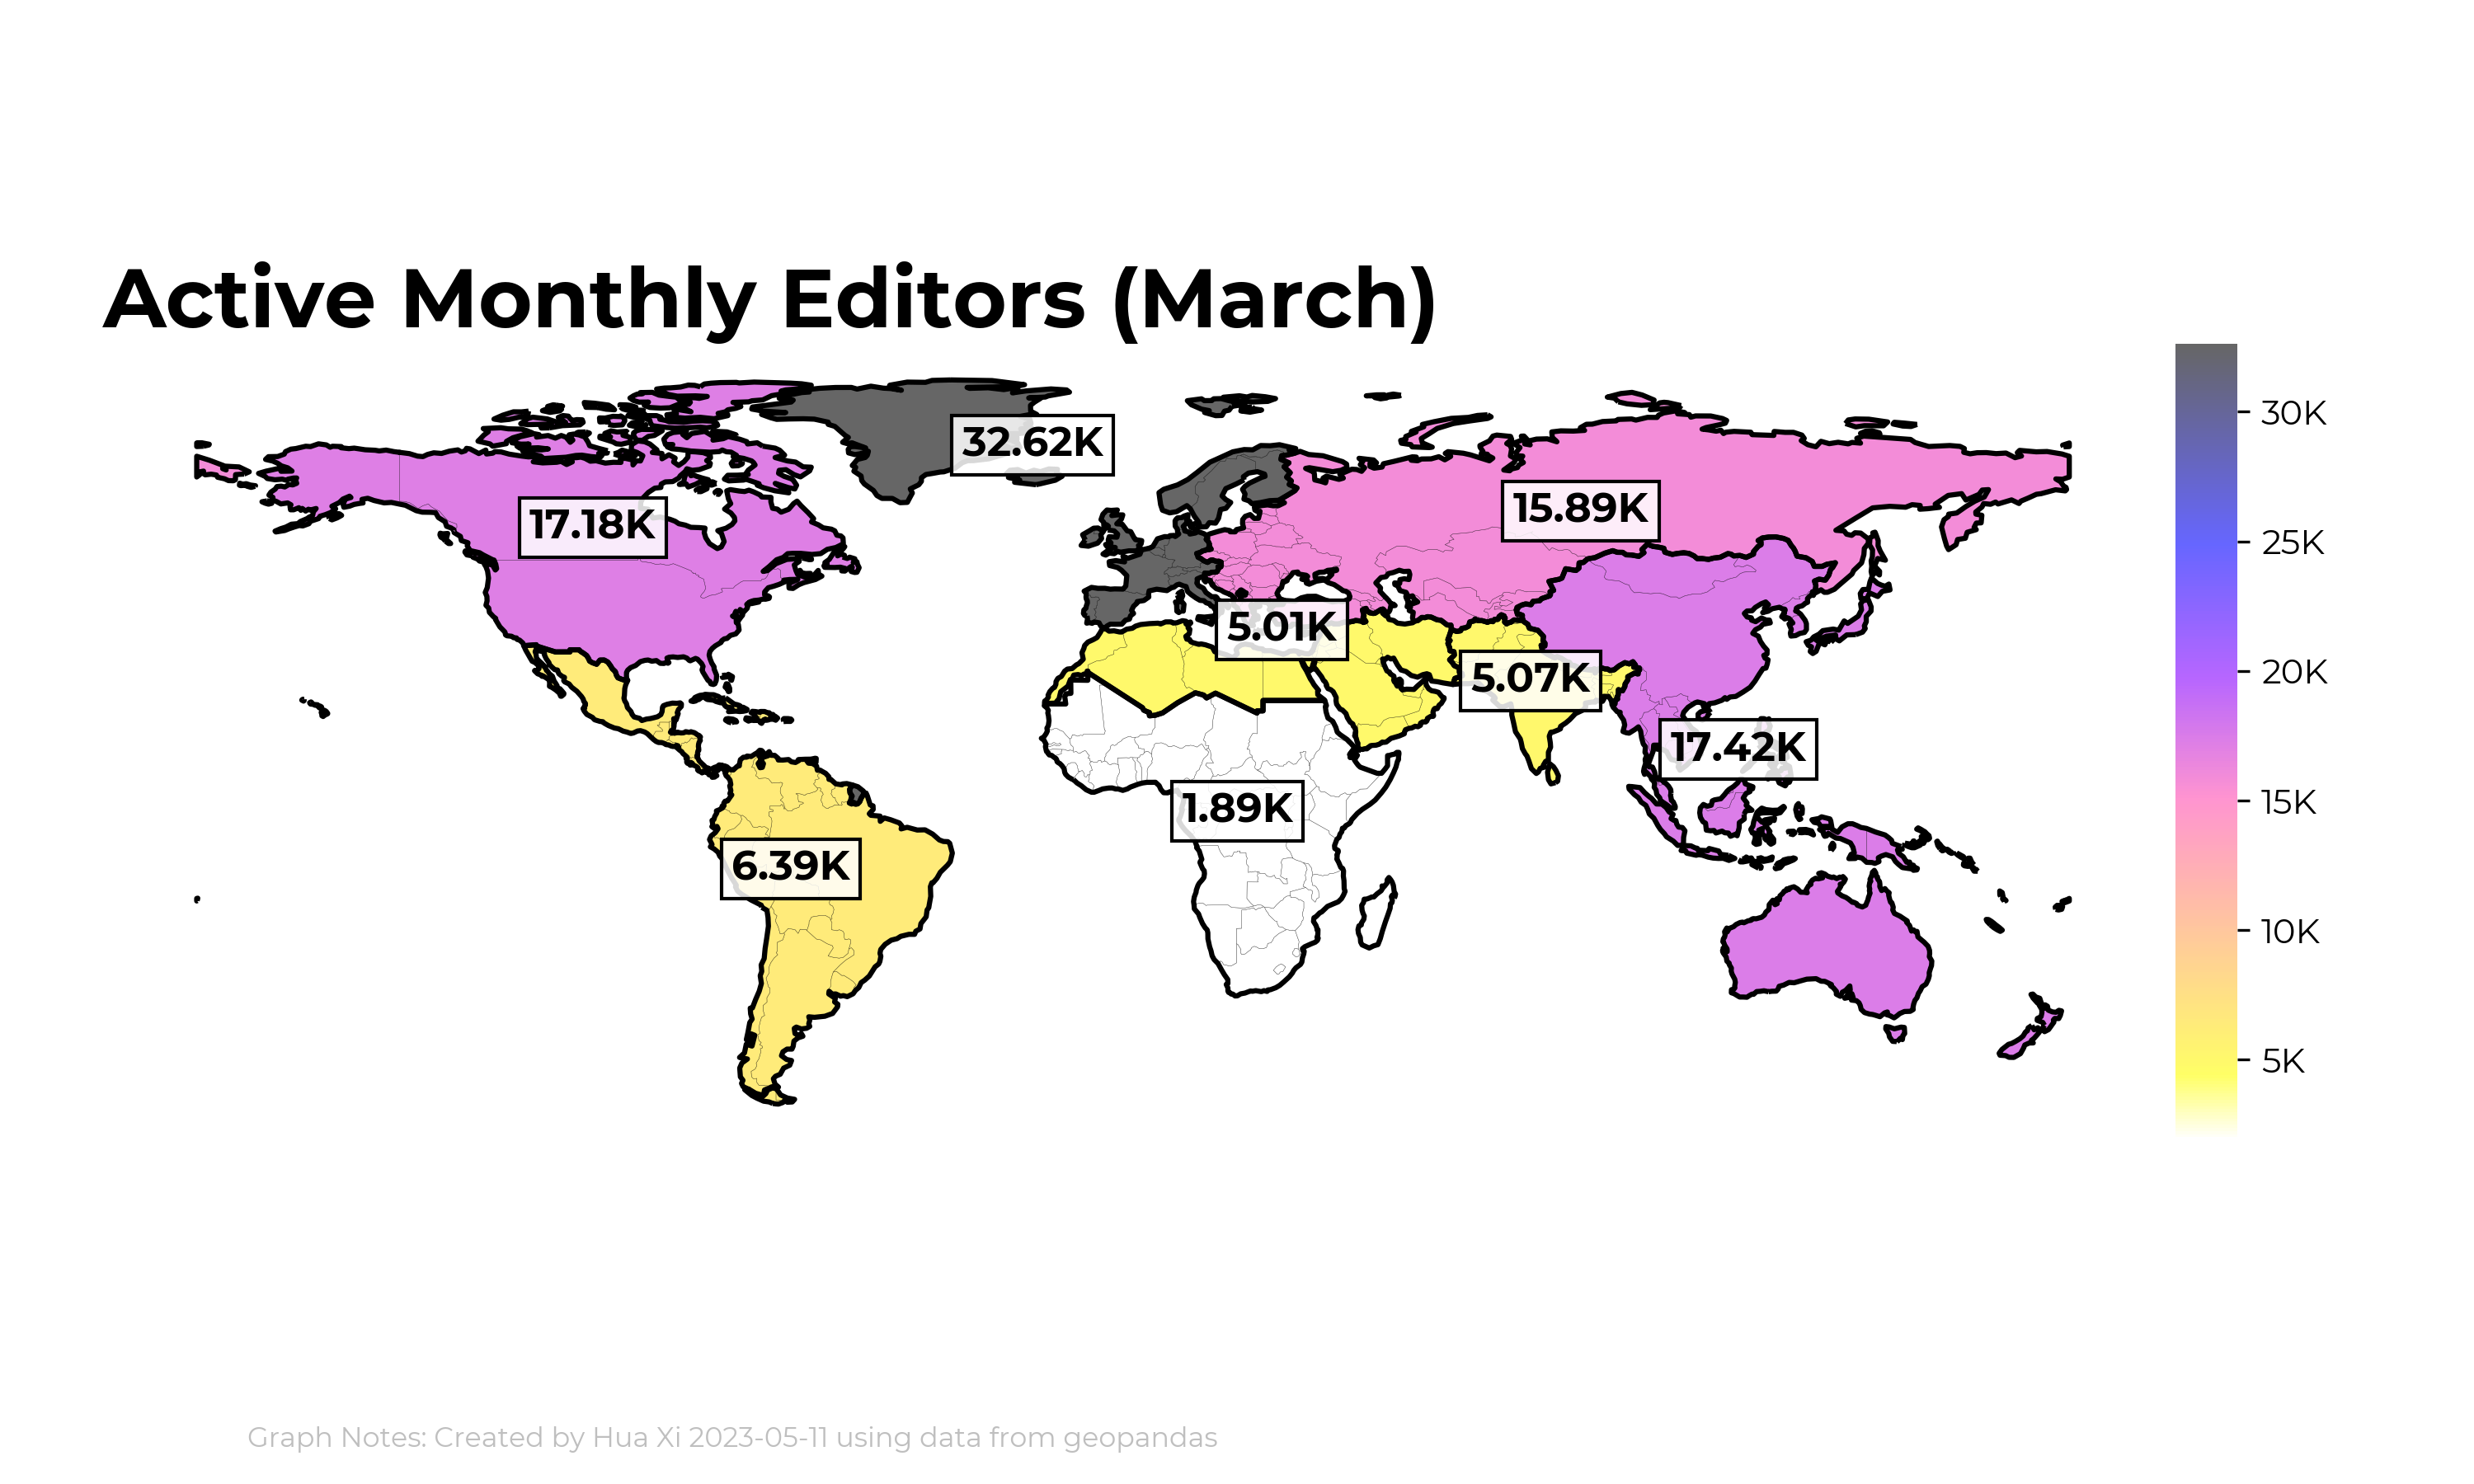 Active Monthly Editors (March)
32.62K
17.18K
15.89K
5.01K
5.07K
17.42K
1.89K
6.39K
30K
25K
20K
15K
10K
5K
Graph Notes: Created by Hua Xi 2023-05-11 using data from geopandas